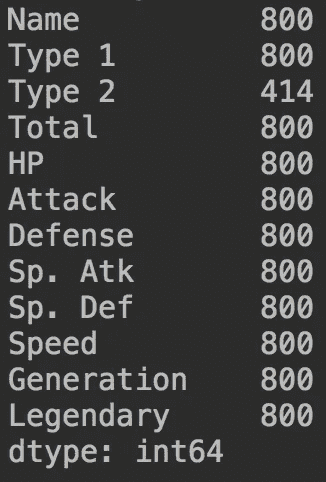 Name 800
Type 1 800
Type 2 414
Total 800
HP 800
Attack 800
Defense 800
Sp. Atk 800
Sp. Def 800
Speed 800
Generation 800
Legendary 800
dtype: int64